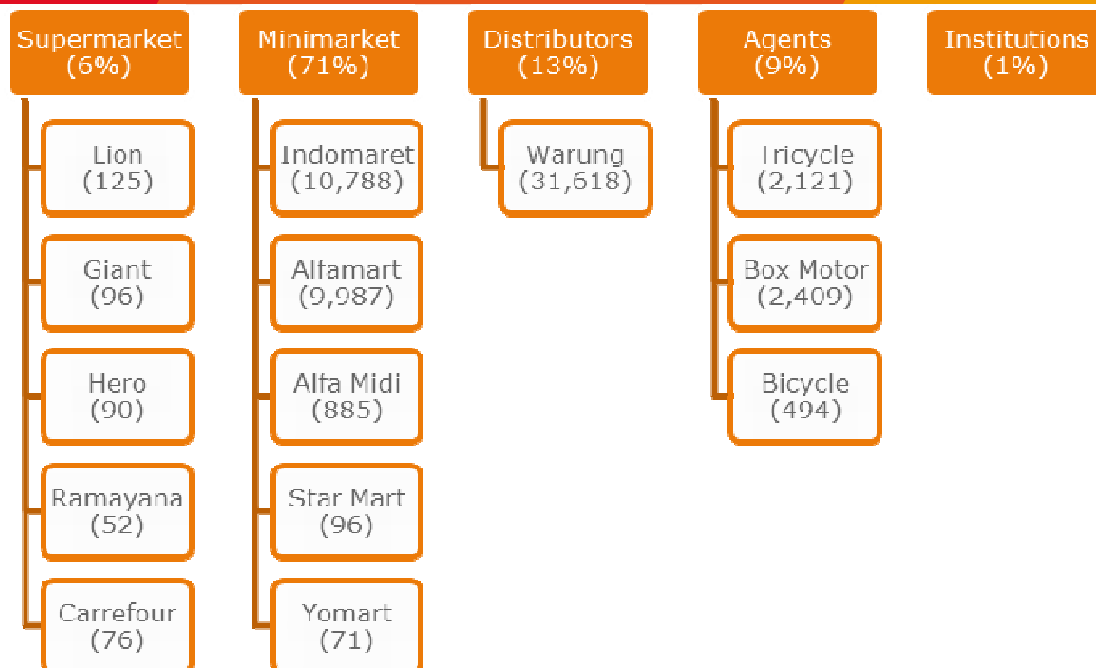 Supermarket
(6%)
Lion
(125)
Giant
(96)
Hero
(90)
Ramayana
(52)
Carrefour
(76)
Minimarket
(71%)
Indomaret
(10,788)
Alfamart
(9,987)
Alfa Midi
(885)
Star Mart
(96)
Yomart
(71)
Distributors
(13%)
Warung
(31,618)
Agents
(9%)
Tricycle
(2,121)
Box Motor
(2,409)
Bicycle
(494)
Institutions
(1%)